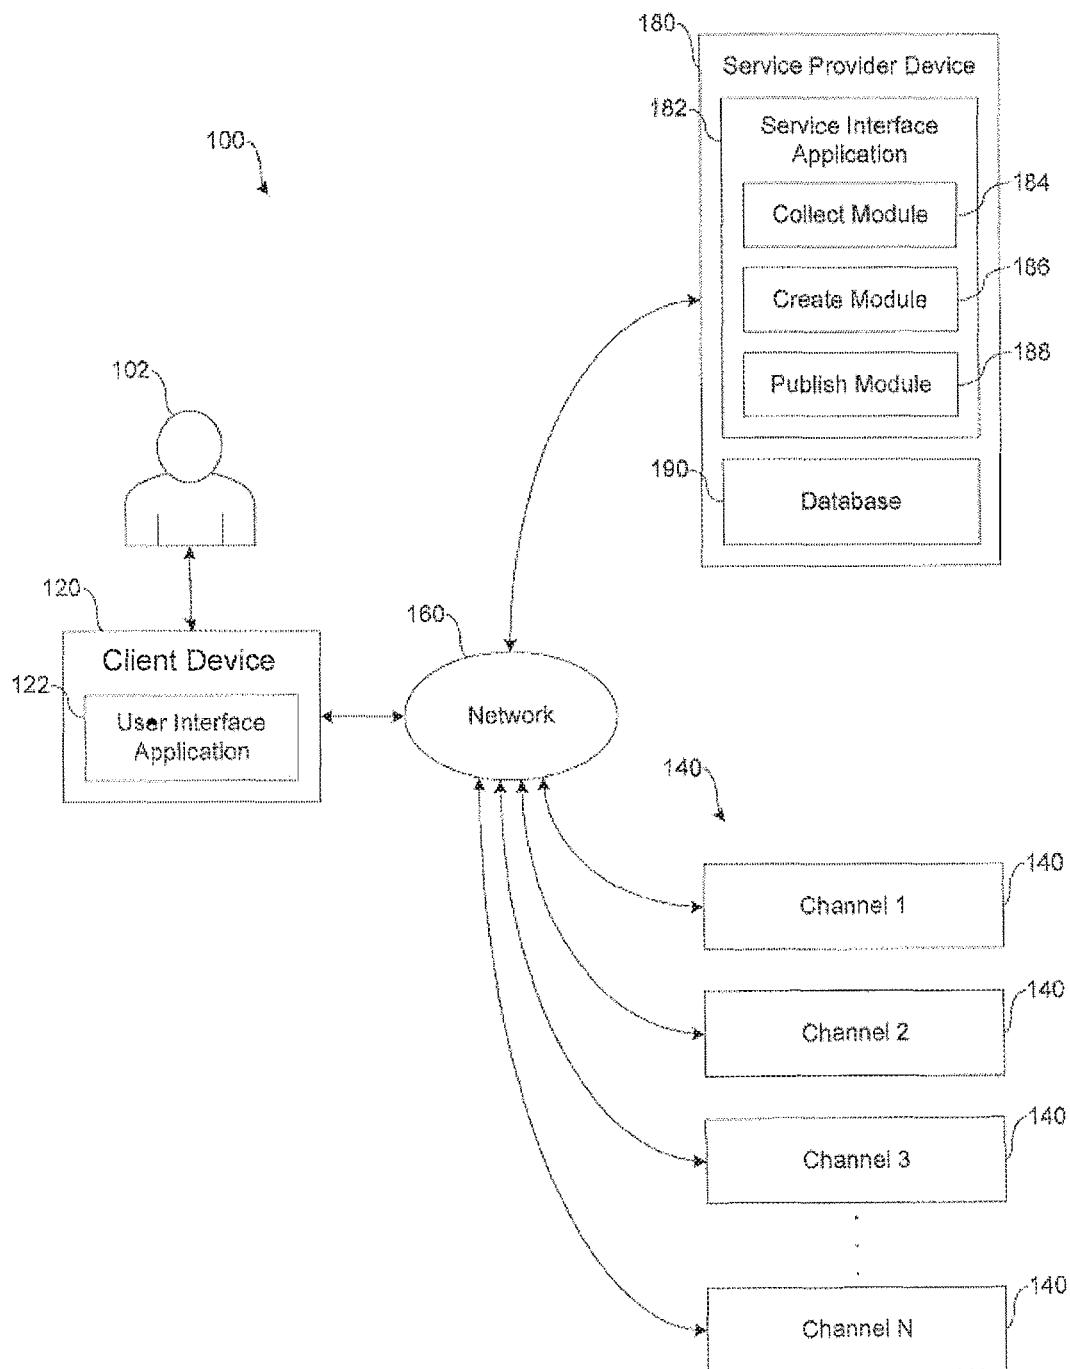 180
Service Provider Device
182
Service Interface
Application
100
184
Collect Module
186
Create Module
188
Publish Module
102
190
Database
120
160
Client Device
122
User Interface
Application
Network
140
140
Channel 1
140
Channel 2
140
Channel 3
140
Channel N